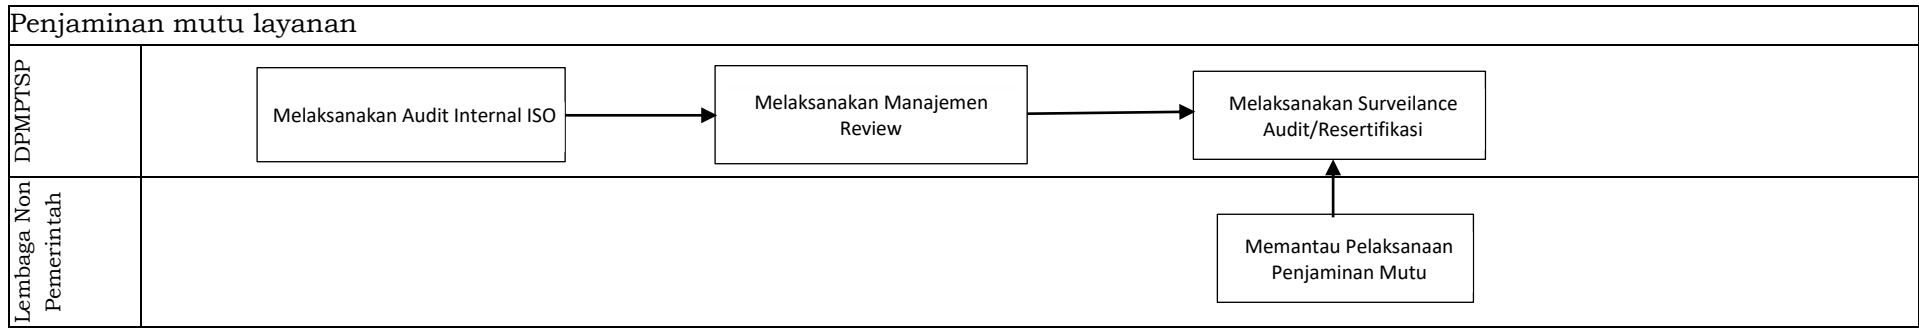 Penjaminan mutu layanan
DPMPTSP
Melaksanakan Audit Internal ISO
Melaksanakan Manajemen
Review
Melaksanakan Surveilance
Audit/Resertifikasi
Lembaga Non
Pemerintah
Memantau Pelaksanaan
Penjaminan Mutu